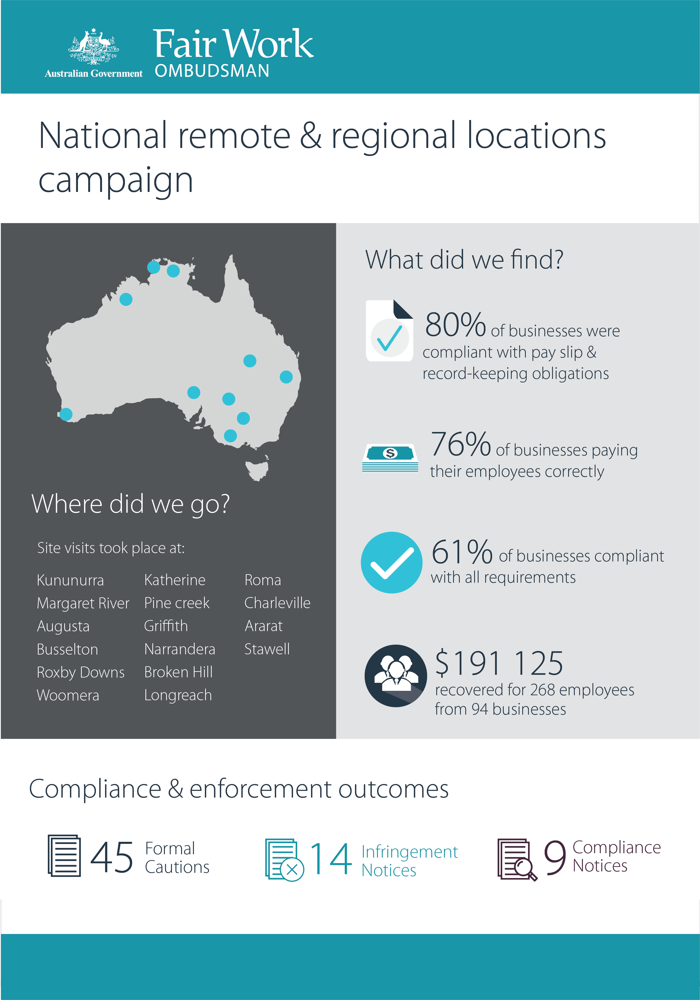 Australian Government
Fair Work
OMBUDSMAN
National remote & regional locations
campaign
Where did we go?
Site visits took place at:
Kununurra
Margaret River
Augusta
Busselton
Roxby Downs
Woomera
Katherine
Pine creek
Griffith
Narrandera
Broken Hill
Longreach
Roma
Charleville
Ararat
Stawell
What did we find?
80% of businesses were
compliant with pay slip &
record-keeping obligations
$
76% of businesses paying
their employees correctly
61% of businesses compliant
with all requirements
$191 125
recovered for 268 employees
from 94 businesses
Compliance & enforcement outcomes
45 Formal
Cautions
14 Infringement
Notices
9 Compliance
Notices